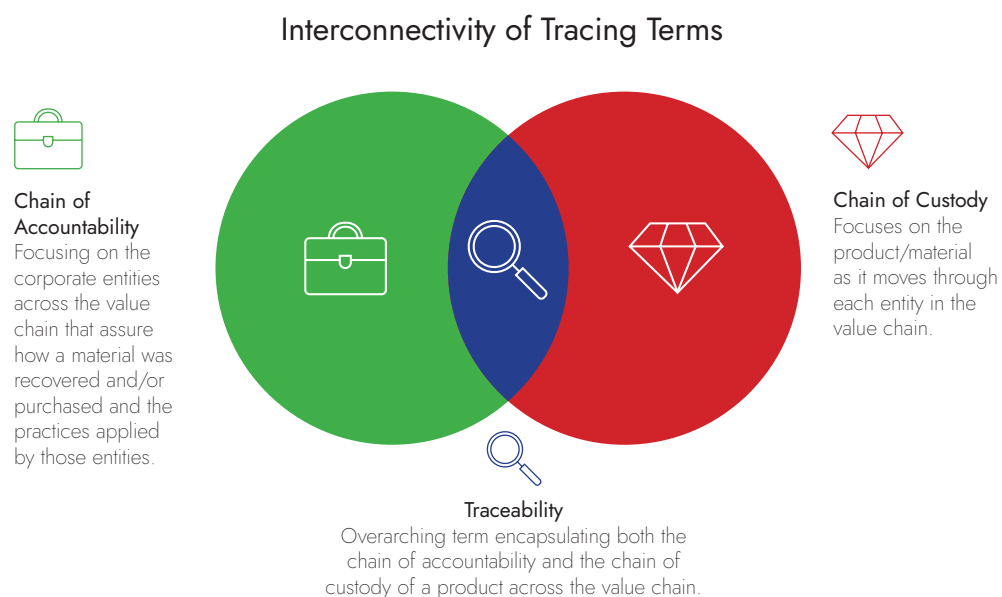 Interconnectivity of Tracing Terms
Chain of
Accountability
Focusing on the
corporate entities
across the value
chain that assure
how a material was
recovered and/or
purchased and the
practices applied
by those entities.
Chain of Custody
Focuses on the
product/material
as it moves through
each entity in the
value chain.
Traceability
Overarching term encapsulating both the
chain of accountability and the chain of
custody of a product across the value chain.